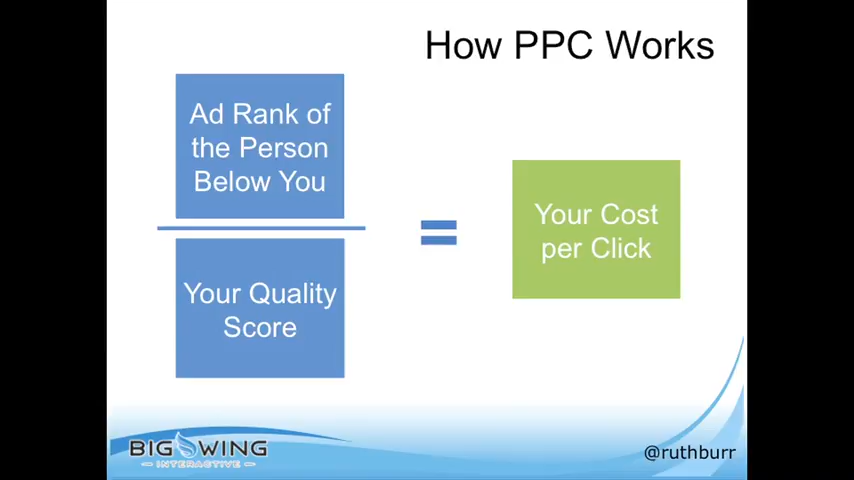 How PPC Works
Ad Rank of
the Person
Below You
Your Quality
Score
=
Your Cost
per Click
BIG WING
INTERACTIVE
@ruthburr